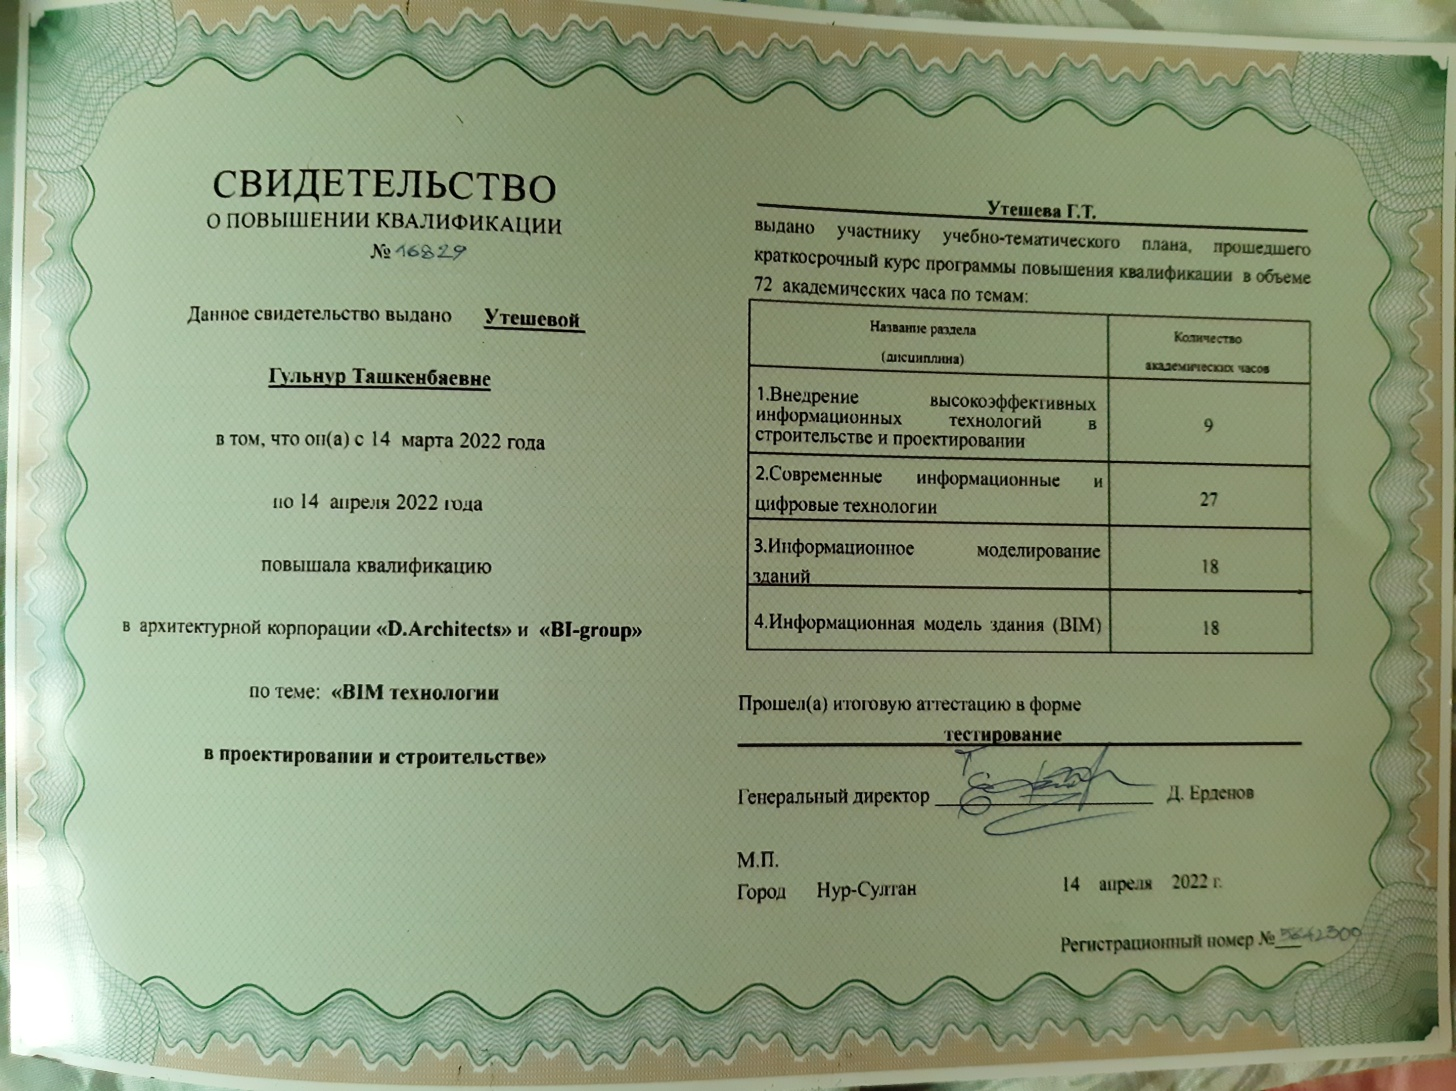 СВИДЕТЕЛЬСТВО
О ПОВЫШЕНИИ КВАЛИФИКАЦИИ
№ 16829
Данное свидетельство выдано Утешевой
Гульнур Ташкенбаевне
в том, что он(а) с 14 марта 2022 года
по 14 апреля 2022 года
повышала квалификацию
в архитектурной корпорации «D.Architects» и «BI-group»
по теме: «BIM технологии
в проектировании и строительстве»
Утешева Г.Т.
выдано участнику учебно-тематического плана, прошедшего
краткосрочный курс программы повышения квалификации в объеме
72 академических часа по темам:
Название раздела
(дисциплина)
Количество
академических часов
1.Внедрение высокоэффективных
информационных технологий в
строительстве и проектировании
9
2.Современные информационные и
цифровые технологии
27
3.Информационное моделирование
зданий
18
4.Информационная модель здания (BIM)
18
Прошел(а) итоговую аттестацию в форме
тестирование
Генеральный директор Д. Ерденов
М.П.
Город Нур-Султан 14 апреля 2022 г.
Регистрационный номер №